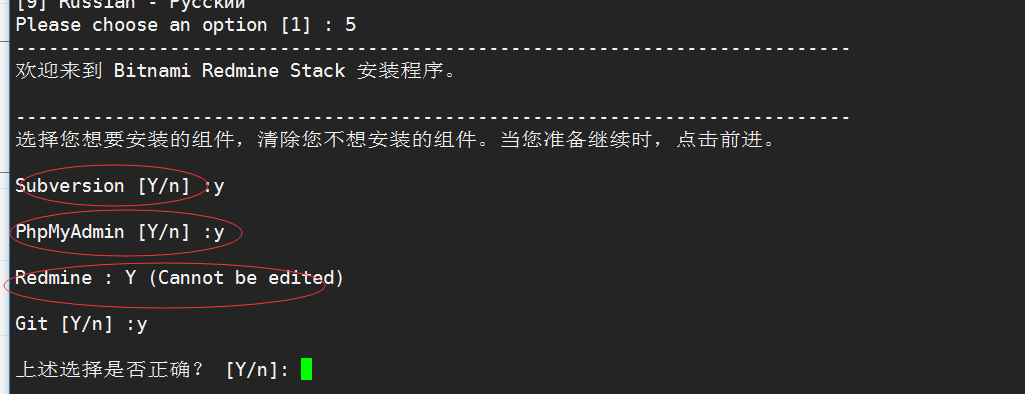 [9] Russian - Русский
Please choose an option [1] : 5
----------------------------------------------------------------------------
欢迎来到 Bitnami Redmine Stack 安装程序。
----------------------------------------------------------------------------
选择您想要安装的组件，清除您不想安装的组件。当您准备继续时，点击前进。
Subversion [Y/n] :y
PhpMyAdmin [Y/n] :y
Redmine : Y (Cannot be edited)
Git [Y/n] :y
上述选择是否正确？ [Y/n]: